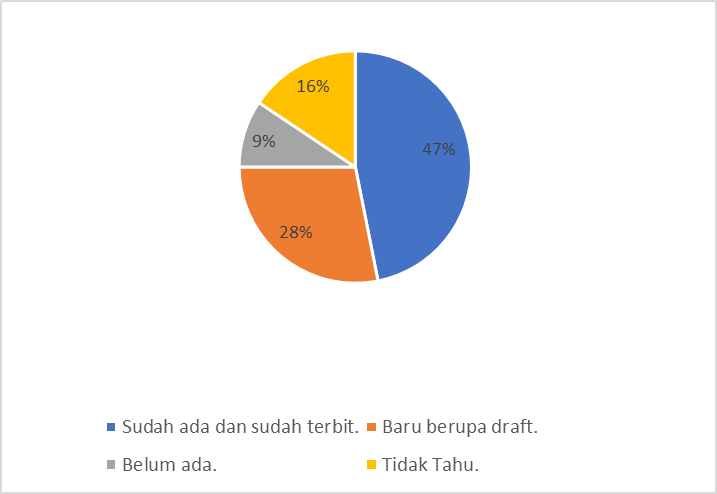 16%
47%
9%
28%
Sudah ada dan sudah terbit.
Baru berupa draft.
Belum ada.
Tidak Tahu.